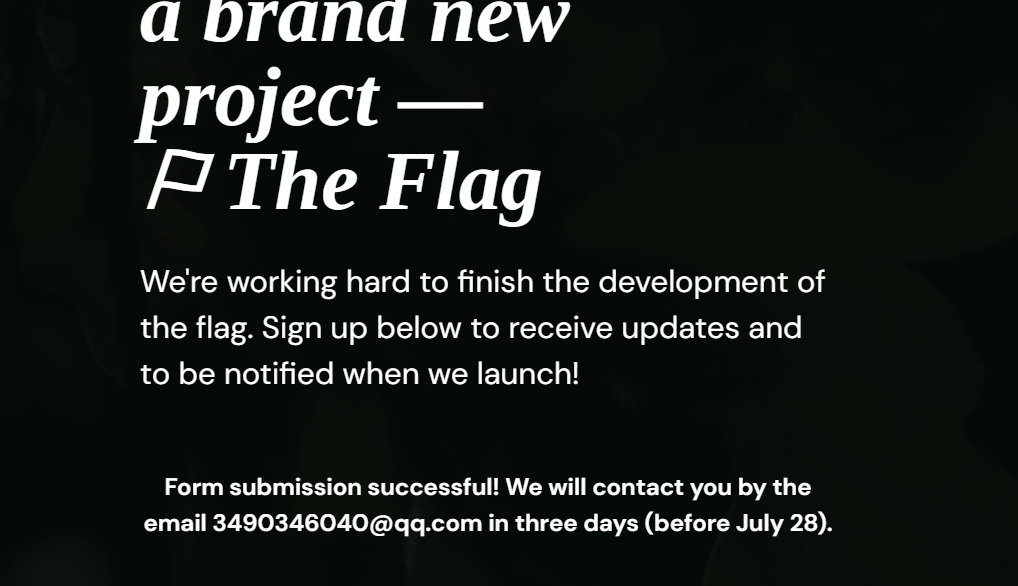 a brand new
project —
The Flag
We're working hard to finish the development of
the flag. Sign up below to receive updates and
to be notified when we launch!
Form submission successful! We will contact you by the
email 3490346040@qq.com in three days (before July 28).